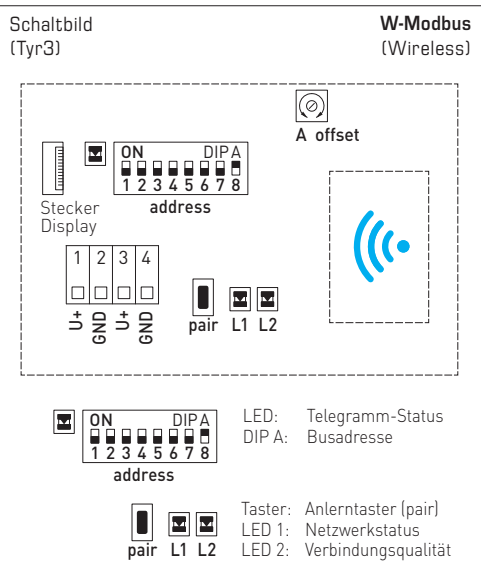 Schaltbild
(Tyr3)
W-Modbus
(Wireless)
A offset
ON DIP A
1 2 3 4 5 6 7 8
address
Stecker
Display
1 2 3 4
U+ GND U+ GND
pair L1 L2
ON DIP A
1 2 3 4 5 6 7 8
address
LED: Telegramm-Status
DIP A: Busadresse
pair L1 L2
Taster: Anlerntaster (pair)
LED 1: Netzwerkstatus
LED 2: Verbindungsqualität